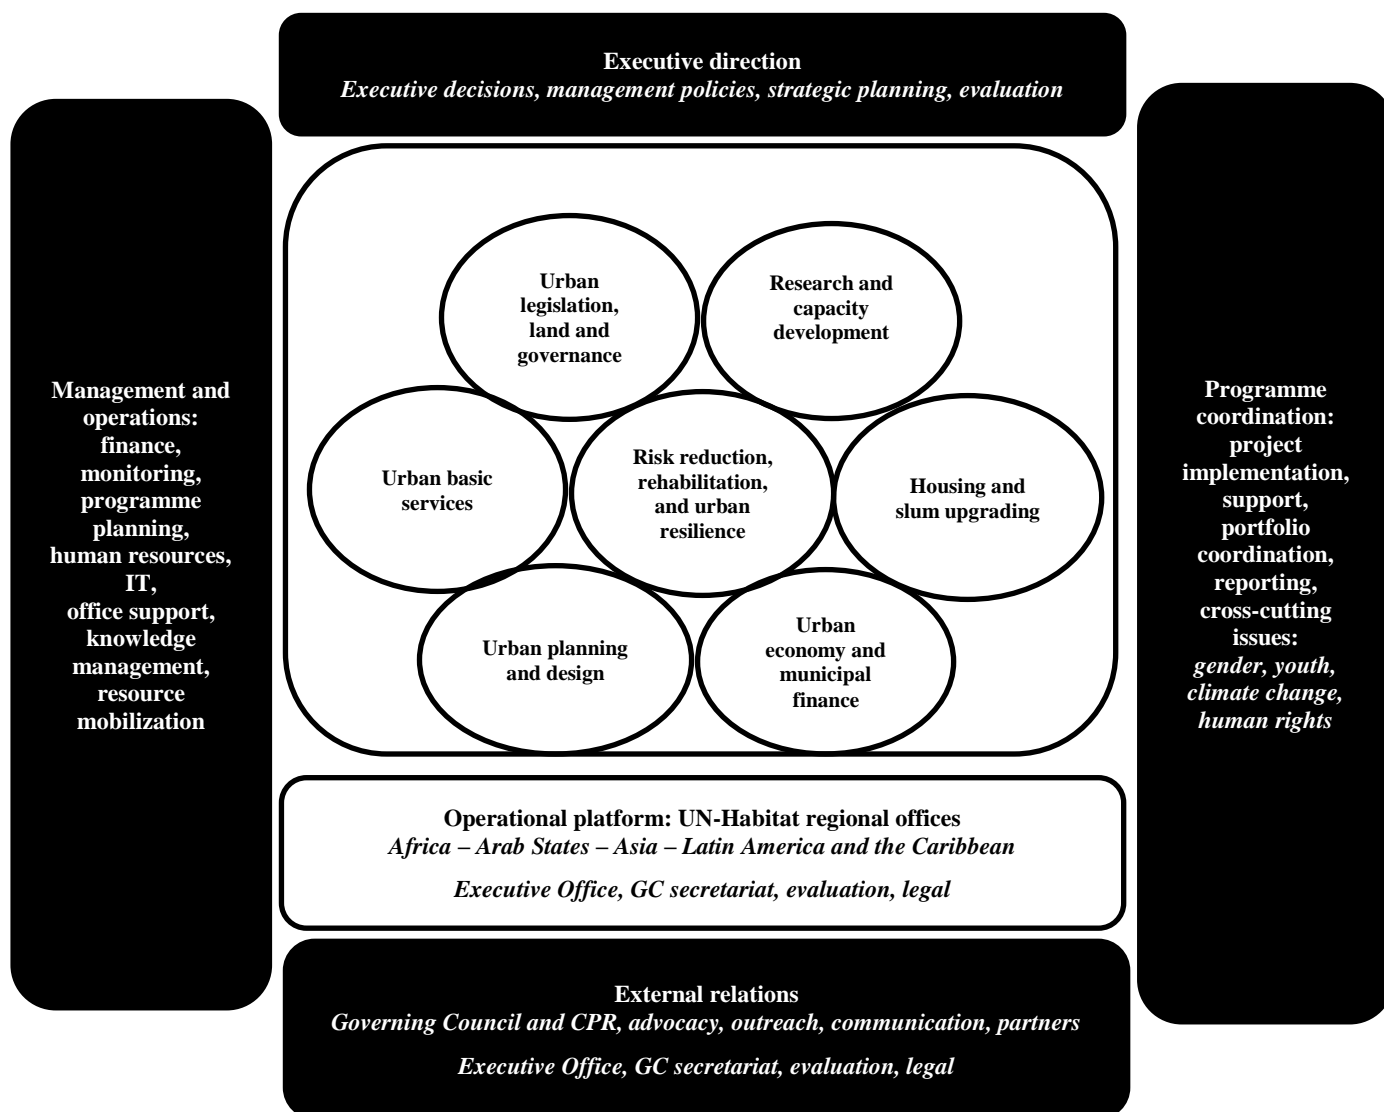 Executive direction
Executive decisions, management policies, strategic planning, evaluation
Management and
operations:
finance,
monitoring,
programme
planning,
human resources,
IT,
office support,
knowledge
management,
resource
mobilization
Urban
legislation,
land and
governance
Research and
capacity
development
Urban basic
services
Risk reduction,
rehabilitation,
and urban
resilience
Housing and
slum upgrading
Urban planning
and design
Urban
economy and
municipal
finance
Programme
coordination:
project
implementation,
support,
portfolio
coordination,
reporting,
cross-cutting
issues:
gender, youth,
climate change,
human rights
Operational platform: UN-Habitat regional offices
Africa – Arab States – Asia – Latin America and the Caribbean
Executive Office, GC secretariat, evaluation, legal
External relations
Governing Council and CPR, advocacy, outreach, communication, partners
Executive Office, GC secretariat, evaluation, legal